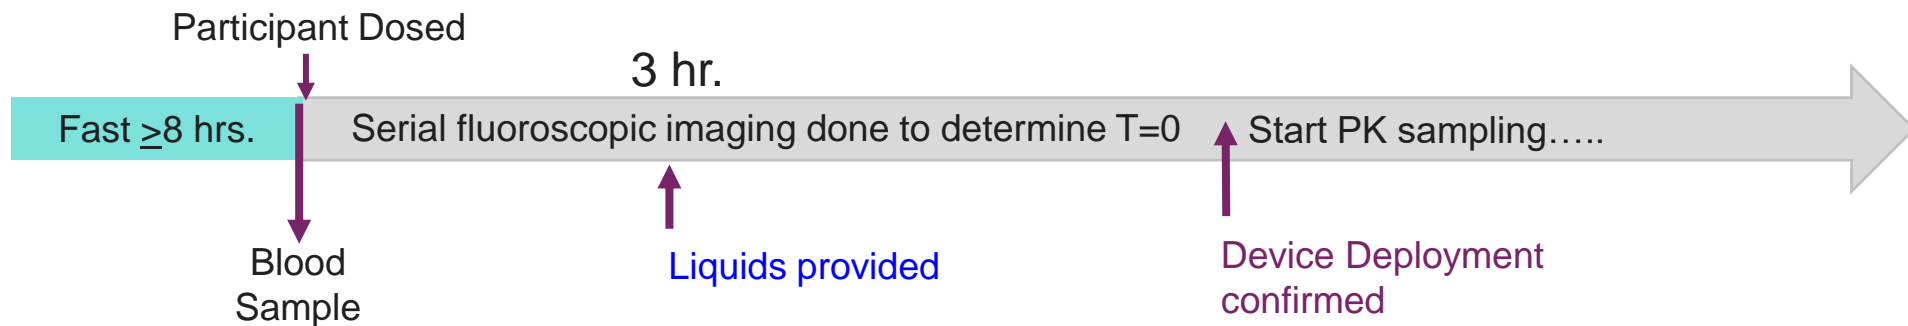 Participant Dosed
3 hr.
Fast ≥8 hrs.
Serial fluoroscopic imaging done to determine T=0
Start PK sampling…..
Blood
Sample
Liquids provided
Device Deployment
confirmed